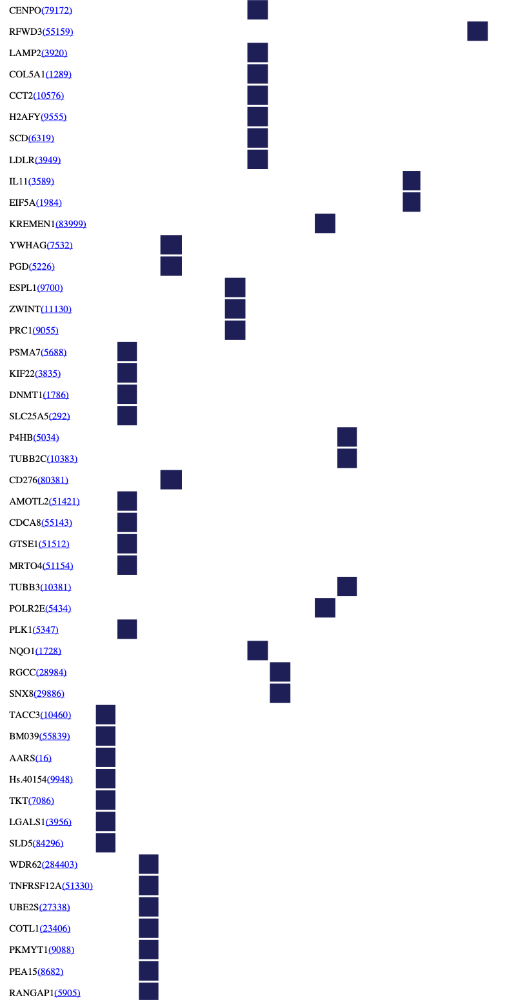 CENPO(79172)
RFWD3(55159)
LAMP2(3920)
COL5A1(1289)
CCT2(10576)
H2AFY(9555)
SCD(6319)
LDLR(3949)
IL11(3589)
EIF5A(1984)
KREMEN1(83999)
YWHAG(7532)
PGD(5226)
ESPL1(9700)
ZWINT(11130)
PRC1(9055)
PSMA7(5688)
KIF22(3835)
DNMT1(1786)
SLC25A5(292)
P4HB(5034)
TUBB2C(10383)
CD276(80381)
AMOTL2(51421)
CDCA8(55143)
GTSE1(51512)
MRTO4(51154)
TUBB3(10381)
POLR2E(5434)
PLK1(5347)
NQO1(1728)
RGCC(28984)
SNX8(29886)
TACC3(10460)
BM039(55839)
AARS(16)
Hs.40154(9948)
TKT(7086)
LGALS1(3956)
SLD5(84296)
WDR62(284403)
TNFRSF12A(51330)
UBE2S(27338)
COTL1(23406)
PKMYT1(9088)
PEA15(8682)
RANGAP1(5905)